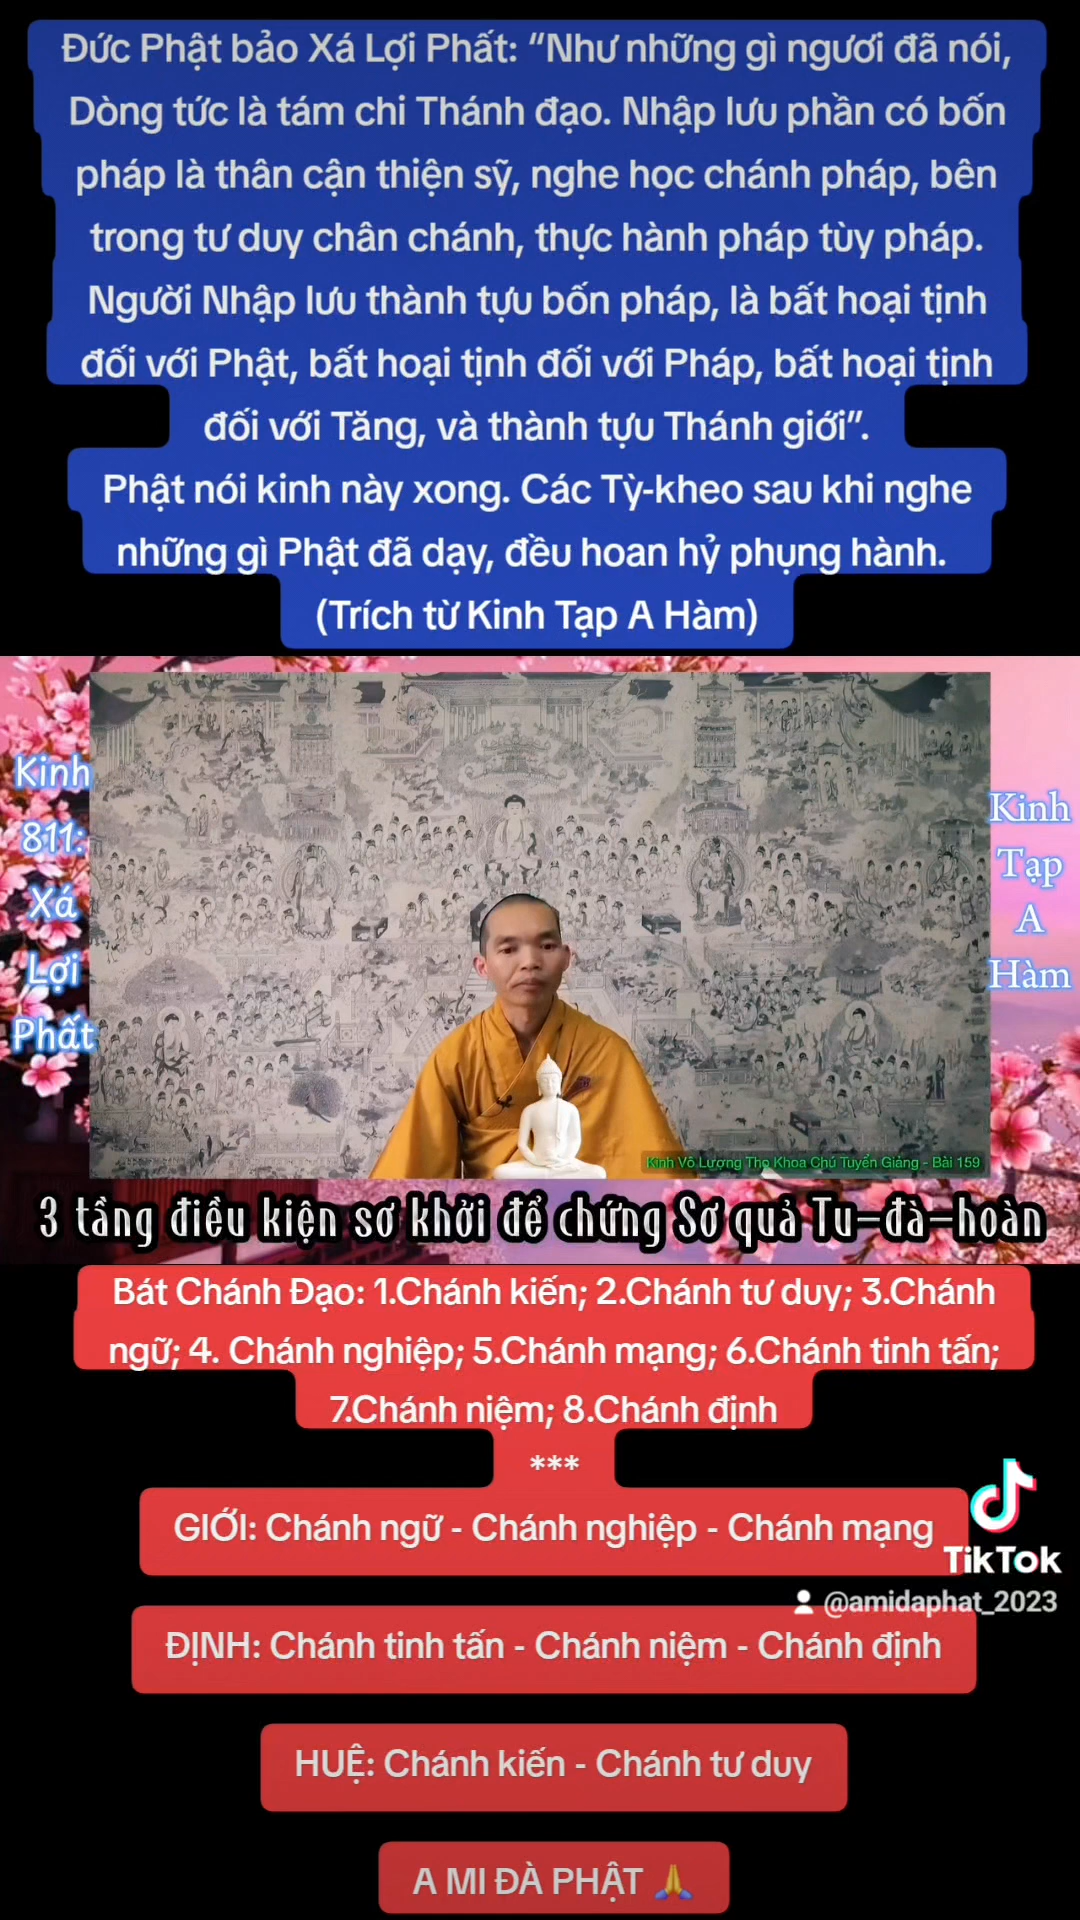 Đức Phật bảo Xá Lợi Phất: “Như những gì ngươi đã nói,
Dòng tức là tám chi Thánh đạo. Nhập lưu phần có bốn
pháp là thân cận thiện sỹ, nghe học chánh pháp, bên
trong tư duy chân chánh, thực hành pháp tùy pháp.
Người Nhập lưu thành tựu bốn pháp, là bất hoại tịnh
đối với Phật, bất hoại tịnh đối với Pháp, bất hoại tịnh
đối với Tăng, và thành tựu Thánh giới”.
Phật nói kinh này xong. Các Tỳ-kheo sau khi nghe
những gì Phật đã dạy, đều hoan hỷ phụng hành.
(Trích từ Kinh Tạp A Hàm)
Kinh
811:
Xá
Lợi
Phất
Kinh
Tạp
A
Hàm
Kinh Vô Lượng Thọ Khoa Chú Tuyển Giảng - Bài 159
3 tầng điều kiện sơ khởi để chứng Sơ quả Tu-đà-hoàn
Bát Chánh Đạo: 1.Chánh kiến; 2.Chánh tư duy; 3.Chánh
ngữ; 4. Chánh nghiệp; 5.Chánh mạng; 6.Chánh tinh tấn;
7.Chánh niệm; 8.Chánh định
***
GIỚI: Chánh ngữ - Chánh nghiệp - Chánh mạng
TikTok
@amidaphat_2023
ĐỊNH: Chánh tinh tấn - Chánh niệm - Chánh định
HUỆ: Chánh kiến - Chánh tư duy
A MI ĐÀ PHẬT 🙏